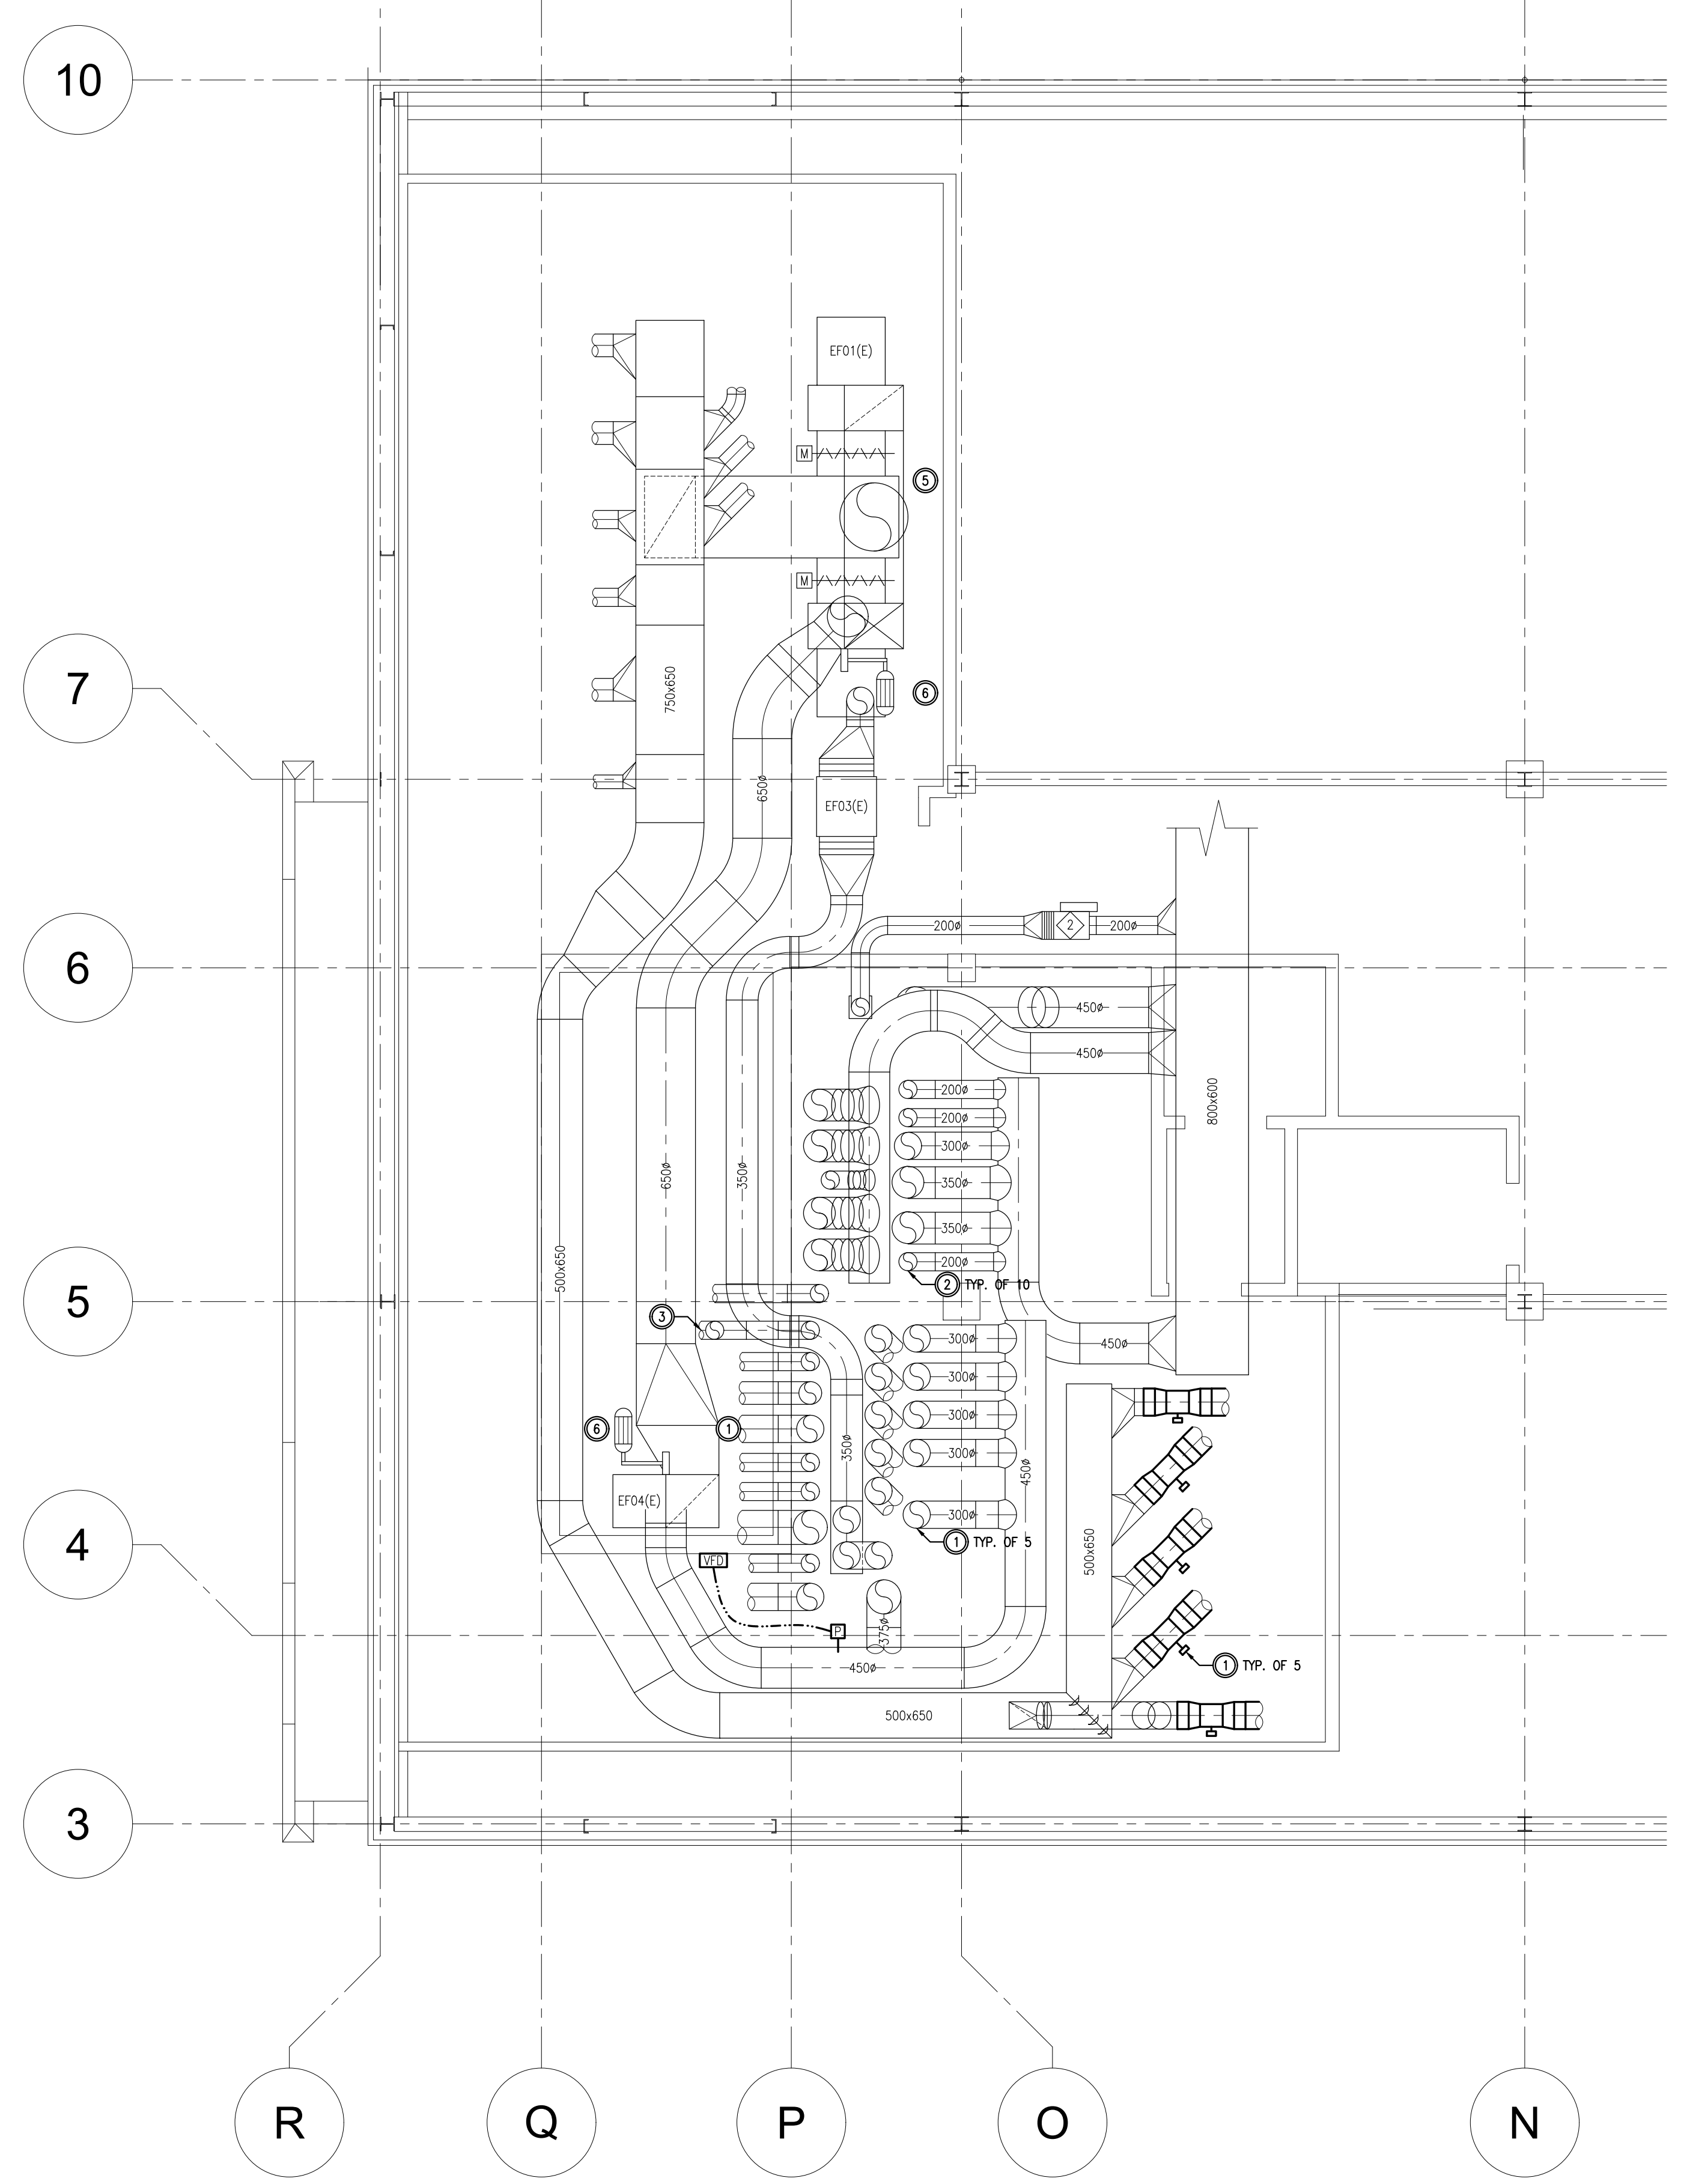 10
EF01(E)
M
5
M
750x650
6
7
650ø
EF03(E)
200ø
2
200ø
6
450ø
450ø
800x600
200ø
200ø
300ø
650ø
350ø
350ø
350ø
200ø
500x650
2 TYP. OF 10
5
3
300ø
450ø
300ø
6
1
300ø
350ø
300ø
450ø
EF04(E)
300ø
1 TYP. OF 5
500x650
4
VFD
P
375ø
450ø
1 TYP. OF 5
500x650
3
R
Q
P
O
N